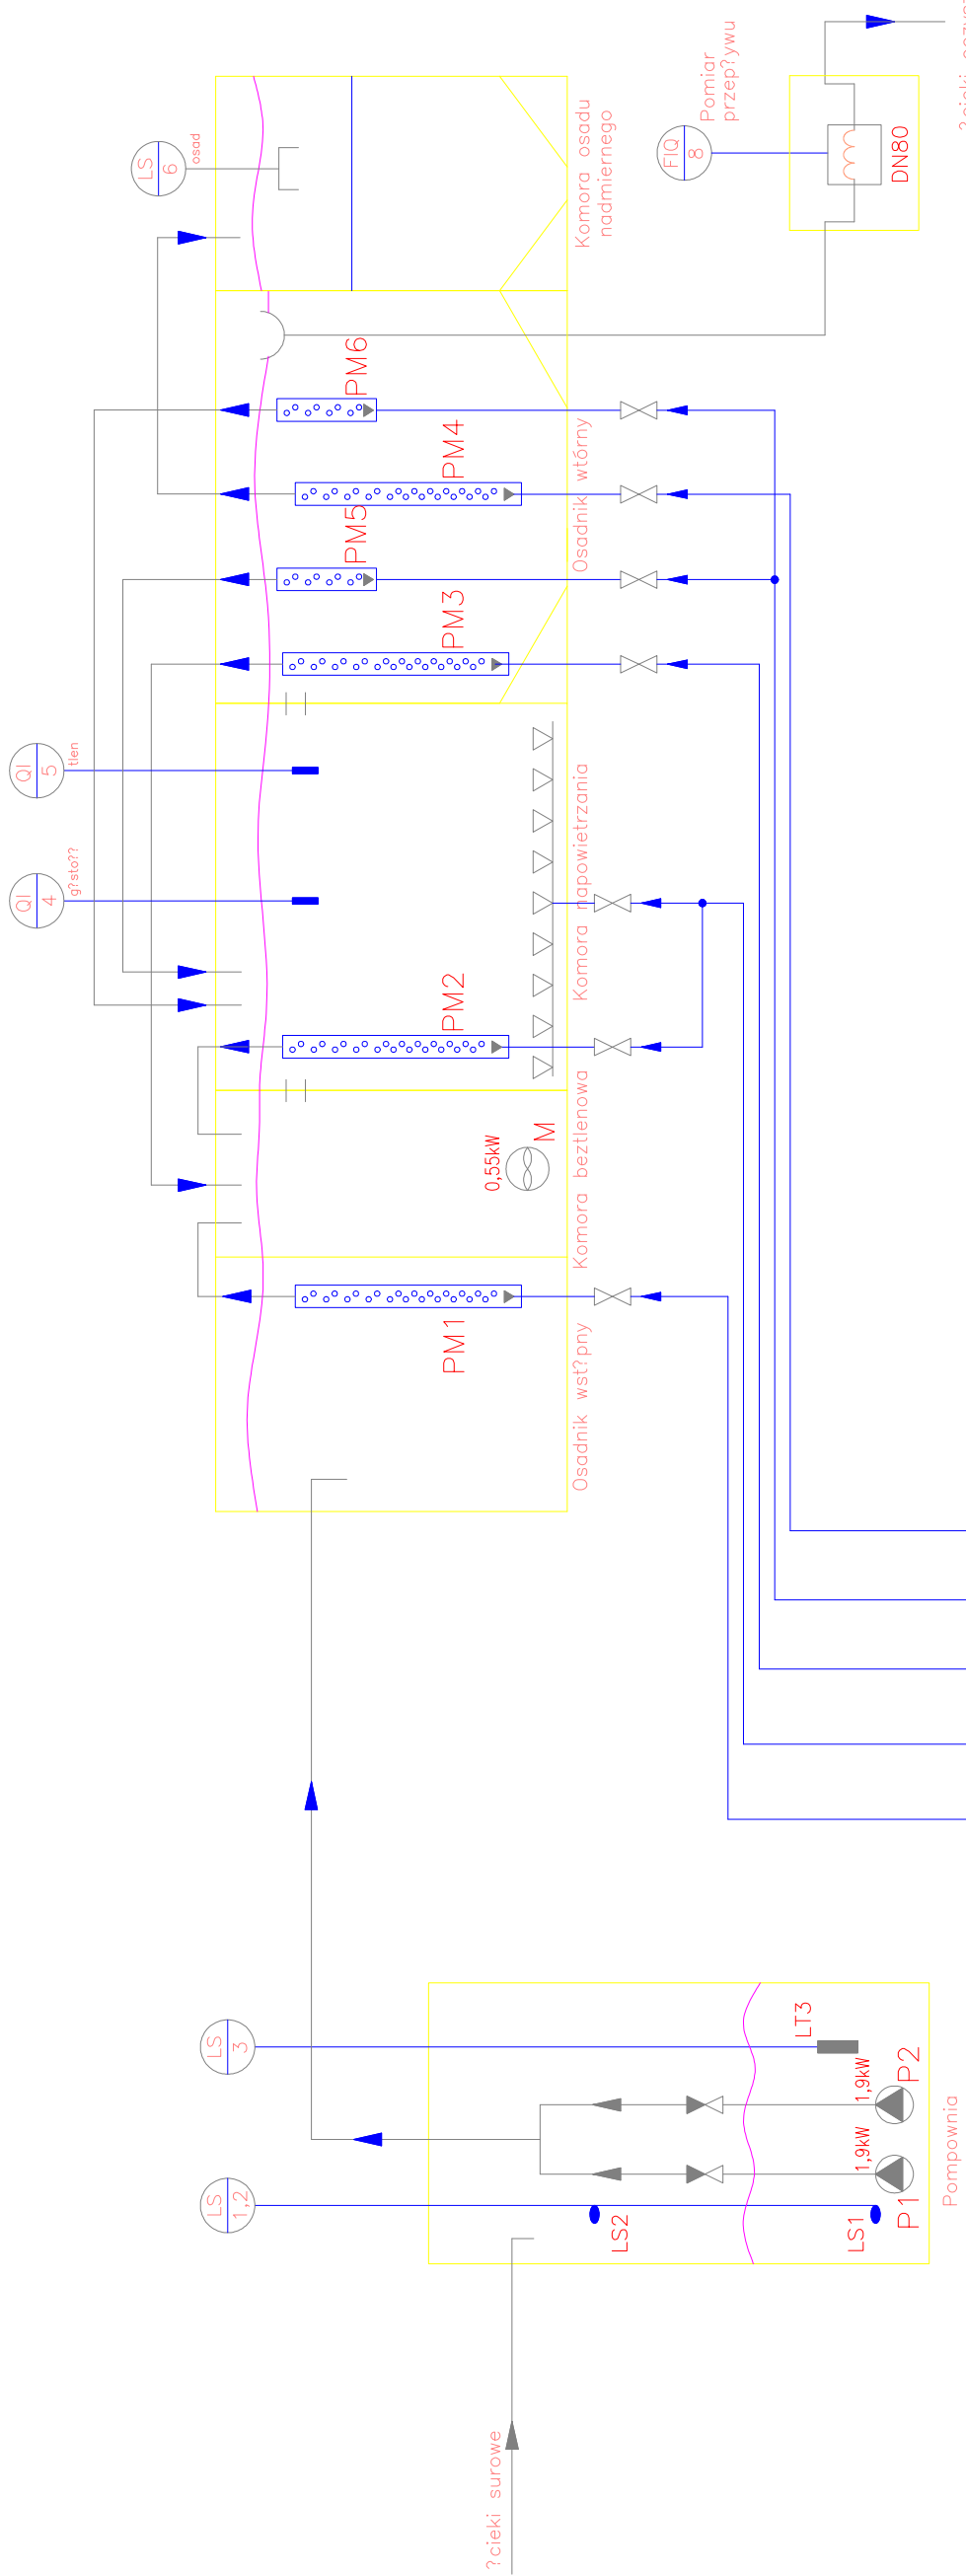 ?cieki surowe
LS
1,2
LS
3
LS2
LS1
P1
1,9kW
P2
1,9kW
LT3
Pompownia
Osadnik wst?pny
PM1
Komora beztlenowa
0,55kW
M
PM2
Komora napowietrzania
QI
4
g?sto??
QI
5
tlen
PM3
PM5
PM4
PM6
Osadnik wtórny
LS
6
osad
Komora osadu
nadmiernego
FIQ
8
Pomiar
przep?ywu
DN80
?cieki